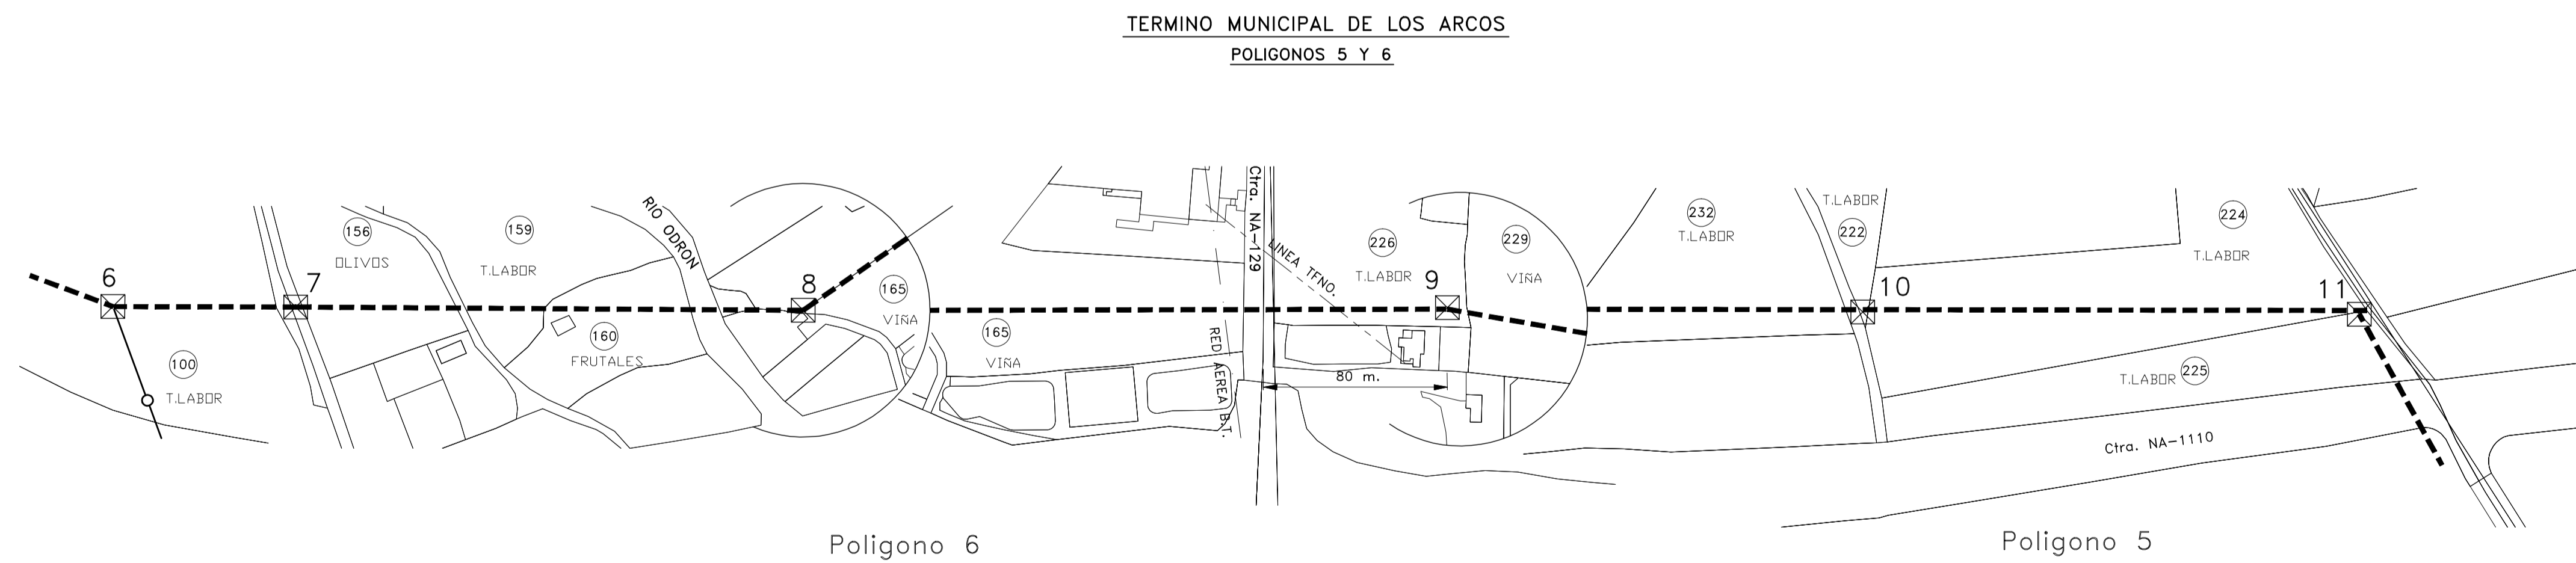 TERMINO MUNICIPAL DE LOS ARCOS
POLIGONOS 5 Y 6
6
7
8
9
10
11
100
T.LABOR
156
OLIVOS
159
T.LABOR
160
FRUTALES
RIO ODRON
165
VIÑA
165
VIÑA
RED AEREA B.T.
Ctra. NA-129
LINEA TFNO.
226
T.LABOR
80 m.
229
VIÑA
232
T.LABOR
T.LABOR
222
224
T.LABOR
T.LABOR
225
Ctra. NA-1110
Poligono 6
Poligono 5